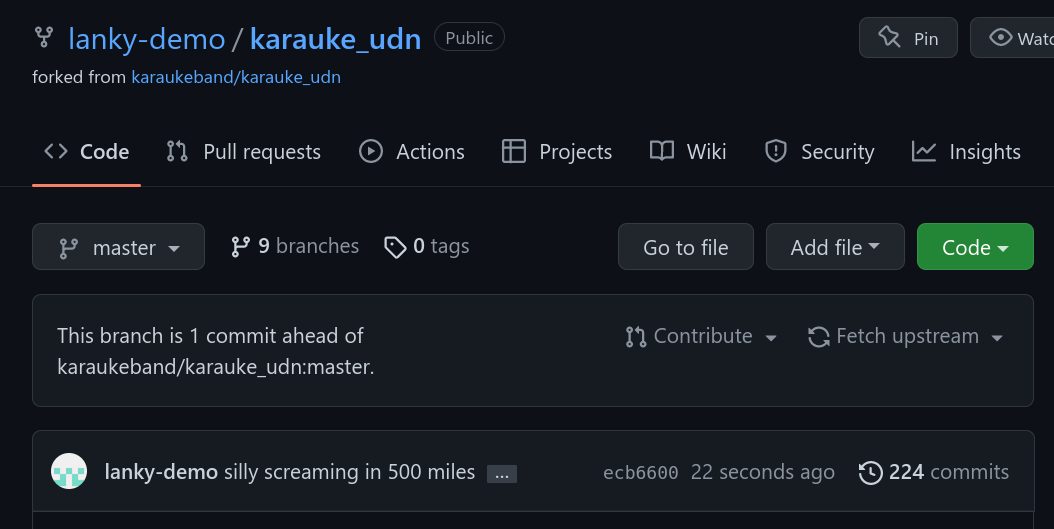 lanky-demo / karauke_udn Public Pin
forked from karaukeband/karauke_udn
Code Pull requests Actions Projects Wiki Security Insights
master 9 branches 0 tags Go to file Add file Code
This branch is 1 commit ahead of Contribute Fetch upstream
karaukeband/karauke_udn:master.
lanky-demo silly screaming in 500 miles ... ecb6600 22 seconds ago 224 commits